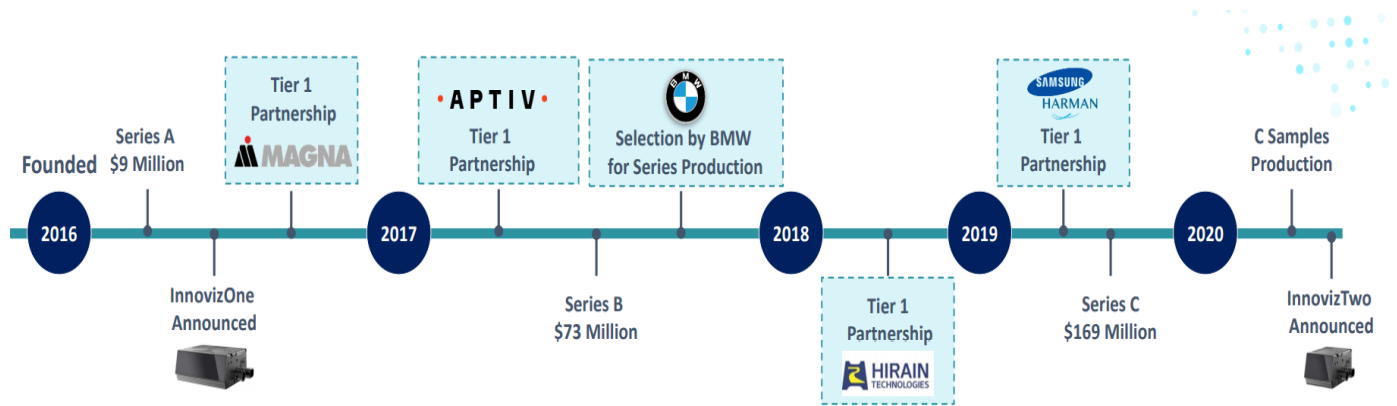 Founded
2016
Series A
$9 Million
InnovizOne
Announced
Tier 1
Partnership
MAGNA
2017
• APTIV •
Tier 1
Partnership
Series B
$73 Million
BMW
Selection by BMW
for Series Production
2018
Tier 1
Partnership
HIRAIN
TECHNOLOGIES
2019
SAMSUNG
HARMAN
Tier 1
Partnership
Series C
$169 Million
2020
C Samples
Production
InnovizTwo
Announced